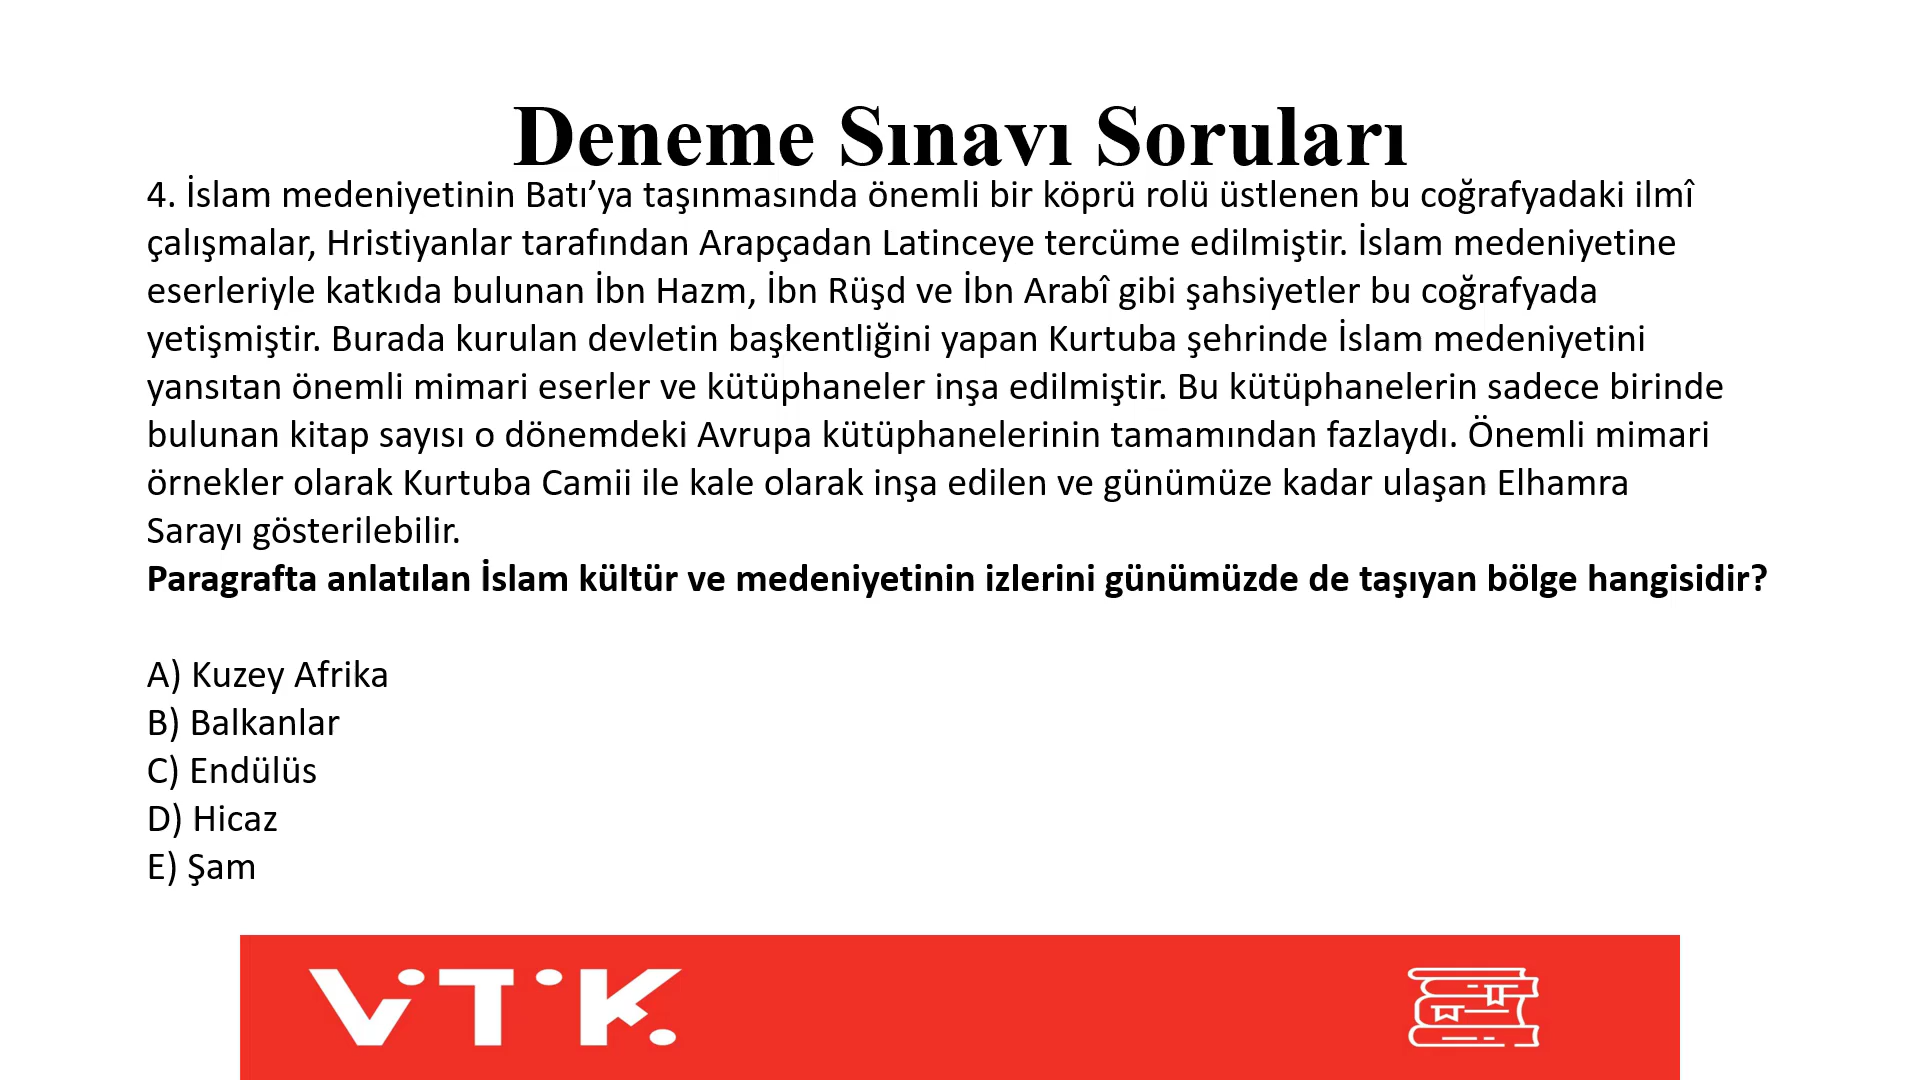 Deneme Sınavı Soruları
4. İslam medeniyetinin Batı’ya taşınmasında önemli bir köprü rolü üstlenen bu coğrafyadaki ilmî
çalışmalar, Hristiyanlar tarafından Arapçadan Latinceye tercüme edilmiştir. İslam medeniyetine
eserleriyle katkıda bulunan İbn Hazm, İbn Rüşd ve İbn Arabî gibi şahsiyetler bu coğrafyada
yetişmiştir. Burada kurulan devletin başkentliğini yapan Kurtuba şehrinde İslam medeniyetini
yansıtan önemli mimari eserler ve kütüphaneler inşa edilmiştir. Bu kütüphanelerin sadece birinde
bulunan kitap sayısı o dönemdeki Avrupa kütüphanelerinin tamamından fazlaydı. Önemli mimari
örnekler olarak Kurtuba Camii ile kale olarak inşa edilen ve günümüze kadar ulaşan Elhamra
Sarayı gösterilebilir.
Paragrafta anlatılan İslam kültür ve medeniyetinin izlerini günümüzde de taşıyan bölge hangisidir?
A) Kuzey Afrika
B) Balkanlar
C) Endülüs
D) Hicaz
E) Şam
ViTiK.